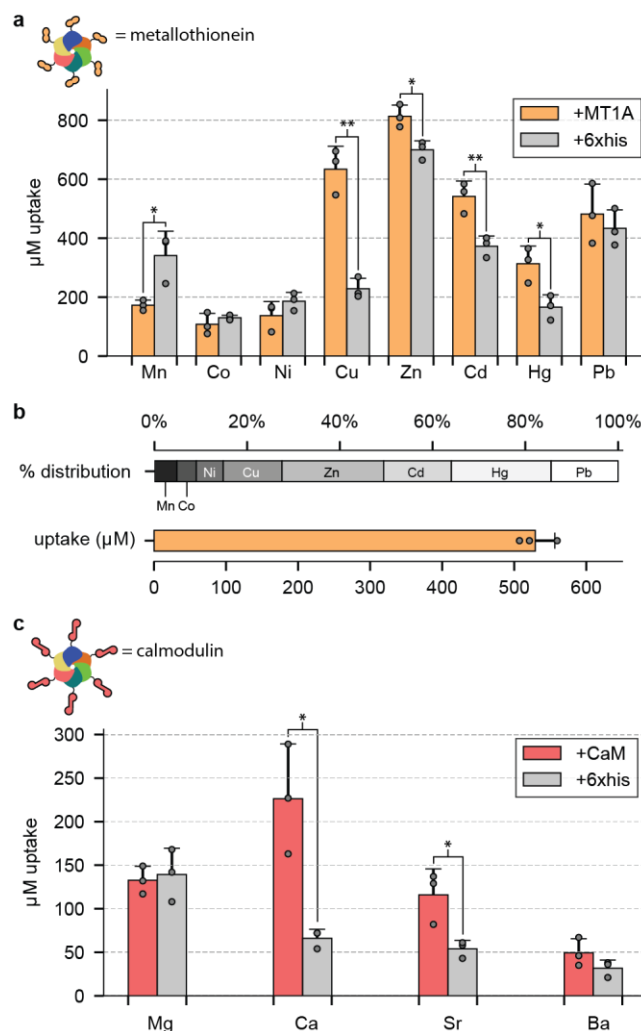 a
= metallothionein
+MT1A
+6xhis
** * ** * *
µM uptake
800
600
400
200
0
Mn Co Ni Cu Zn Cd Hg Pb
b
0% 20% 40% 60% 80% 100%
% distribution
Ni Cu Zn Cd Hg Pb
Mn Co
uptake (µM)
0 100 200 300 400 500 600
c
= calmodulin
+CaM
+6xhis
* *
µM uptake
300
250
200
150
100
50
0
Mg Ca Sr Ba